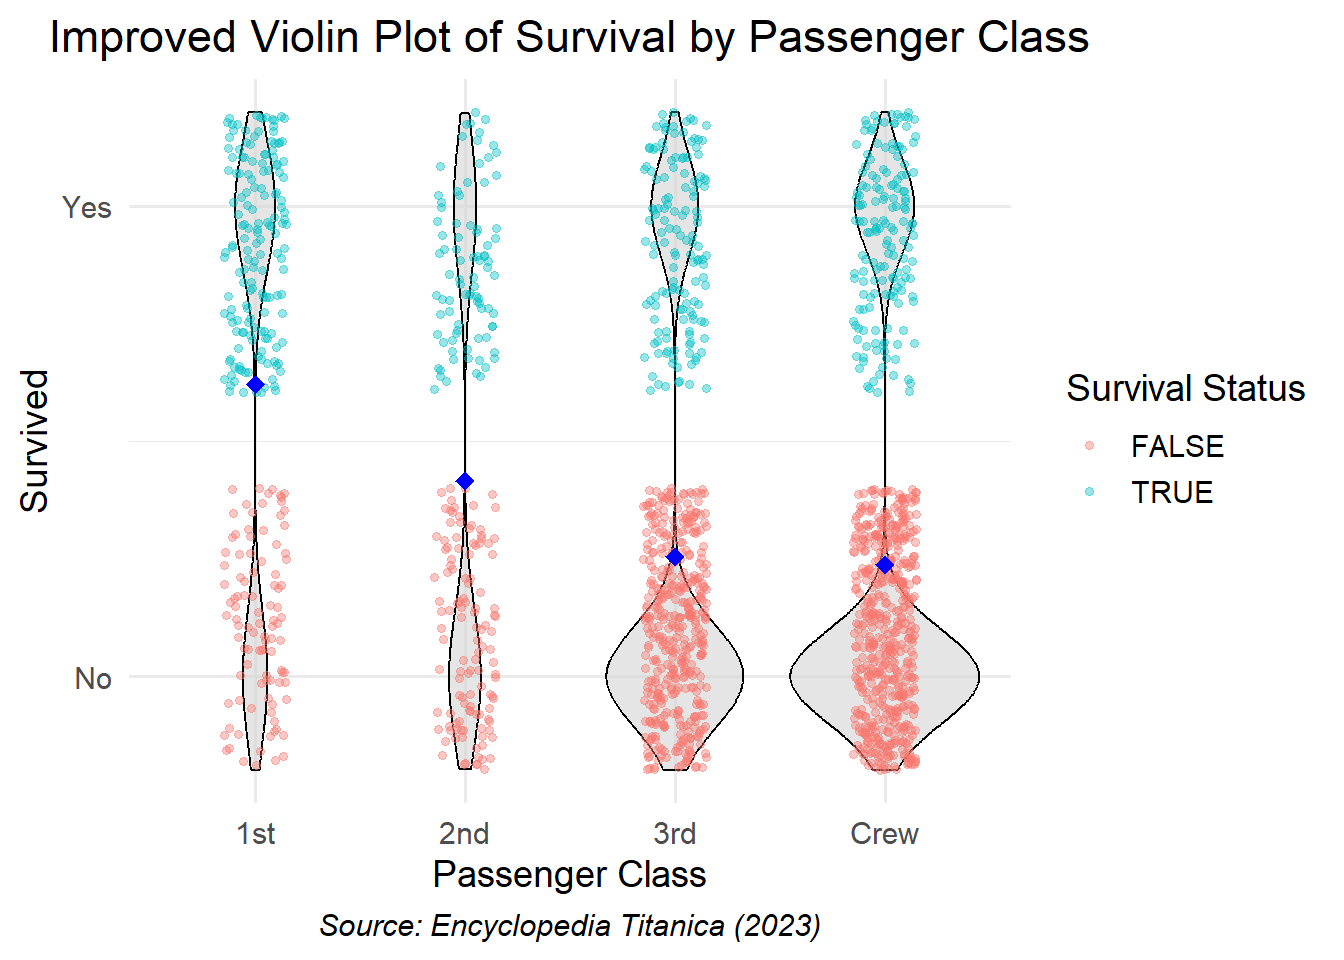 Improved Violin Plot of Survival by Passenger Class
Survived
Yes
No
1st
2nd
3rd
Crew
Passenger Class
Source: Encyclopedia Titanica (2023)
Survival Status
FALSE
TRUE